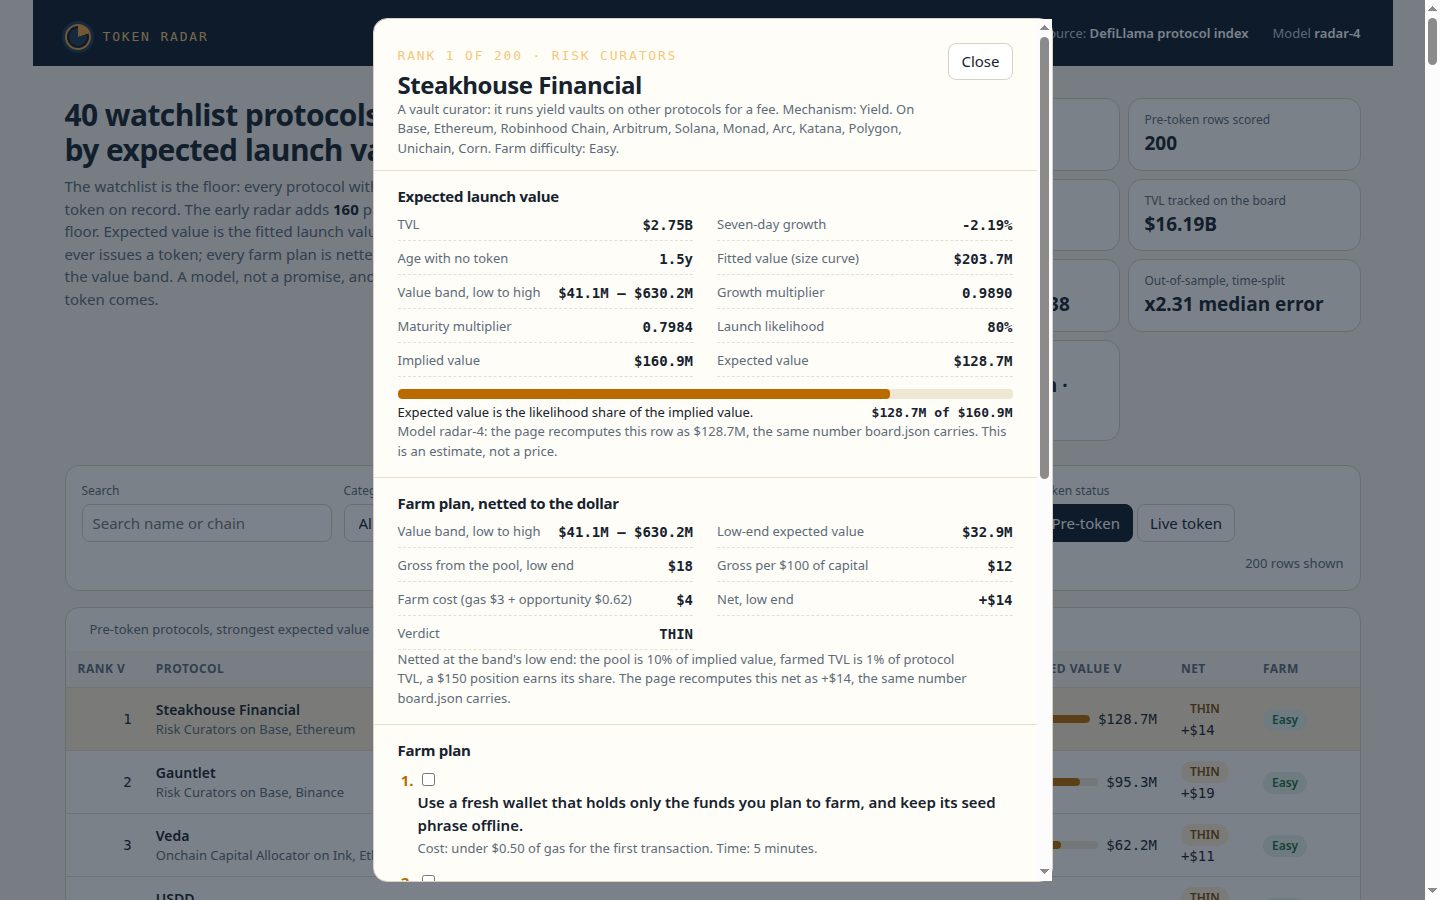 TOKEN RADAR
Source: DefiLlama protocol index
Model radar-4
40 watchlist protocols
by expected launch va
The watchlist is the floor: every protocol with
token on record. The early radar adds 160 p
floor. Expected value is the fitted launch valu
ever issues a token; every farm plan is nette
the value band. A model, not a promise, and
token comes.
Pre-token rows scored
200
TVL tracked on the board
$16.19B
38
Out-of-sample, time-split
x2.31 median error
Search
Search name or chain
Categ
Al
ken status
Pre-token
Live token
200 rows shown
Pre-token protocols, strongest expected value
RANK V
PROTOCOL
ED VALUE V
NET
FARM
1
Steakhouse Financial
Risk Curators on Base, Ethereum
$128.7M
THIN
+$14
Easy
2
Gauntlet
Risk Curators on Base, Binance
$95.3M
THIN
+$19
Easy
3
Veda
Onchain Capital Allocator on Ink, Et
$62.2M
THIN
+$11
Easy
USDD
THIN
RANK 1 OF 200 · RISK CURATORS
Close
Steakhouse Financial
A vault curator: it runs yield vaults on other protocols for a fee. Mechanism: Yield. On
Base, Ethereum, Robinhood Chain, Arbitrum, Solana, Monad, Arc, Katana, Polygon,
Unichain, Corn. Farm difficulty: Easy.
Expected launch value
TVL $2.75B
Seven-day growth -2.19%
Age with no token 1.5y
Fitted value (size curve) $203.7M
Value band, low to high $41.1M — $630.2M
Growth multiplier 0.9890
Maturity multiplier 0.7984
Launch likelihood 80%
Implied value $160.9M
Expected value $128.7M
Expected value is the likelihood share of the implied value. $128.7M of $160.9M
Model radar-4: the page recomputes this row as $128.7M, the same number board.json carries. This
is an estimate, not a price.
Farm plan, netted to the dollar
Value band, low to high $41.1M — $630.2M
Low-end expected value $32.9M
Gross from the pool, low end $18
Gross per $100 of capital $12
Farm cost (gas $3 + opportunity $0.62) $4
Net, low end +$14
Verdict THIN
Netted at the band's low end: the pool is 10% of implied value, farmed TVL is 1% of protocol
TVL, a $150 position earns its share. The page recomputes this net as +$14, the same number
board.json carries.
Farm plan
1.
Use a fresh wallet that holds only the funds you plan to farm, and keep its seed
phrase offline.
Cost: under $0.50 of gas for the first transaction. Time: 5 minutes.